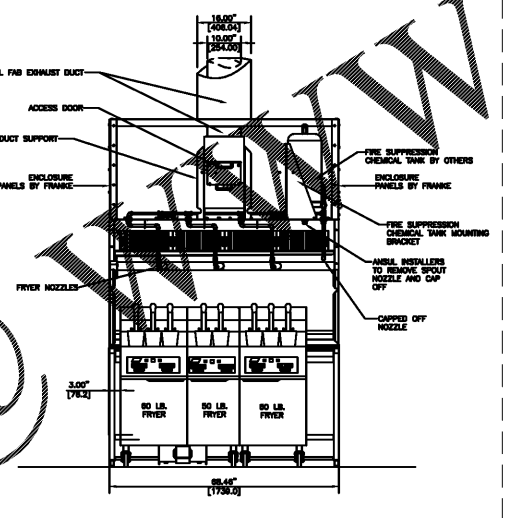 16.00"
[406.04]
10.00"
[254.00]
L FAB EXHAUST DUCT
ACCESS DOOR
DUCT SUPPORT
ENCLOSURE
PANELS BY FRANKE
FIRE SUPPRESSION
CHEMICAL TANK BY OTHERS
ENCLOSURE
PANELS BY FRANKE
FIRE SUPPRESSION
CHEMICAL TANK MOUNTING
BRACKET
ANSUL INSTALLERS
TO REMOVE SPOUT
NOZZLE AND CAP
OFF
FRYER NOZZLES
CAPPED OFF
NOZZLE
3.00"
[76.2]
50 LB.
FRYER
50 LB.
FRYER
50 LB.
FRYER
68.46"
[1739.0]
© WWW